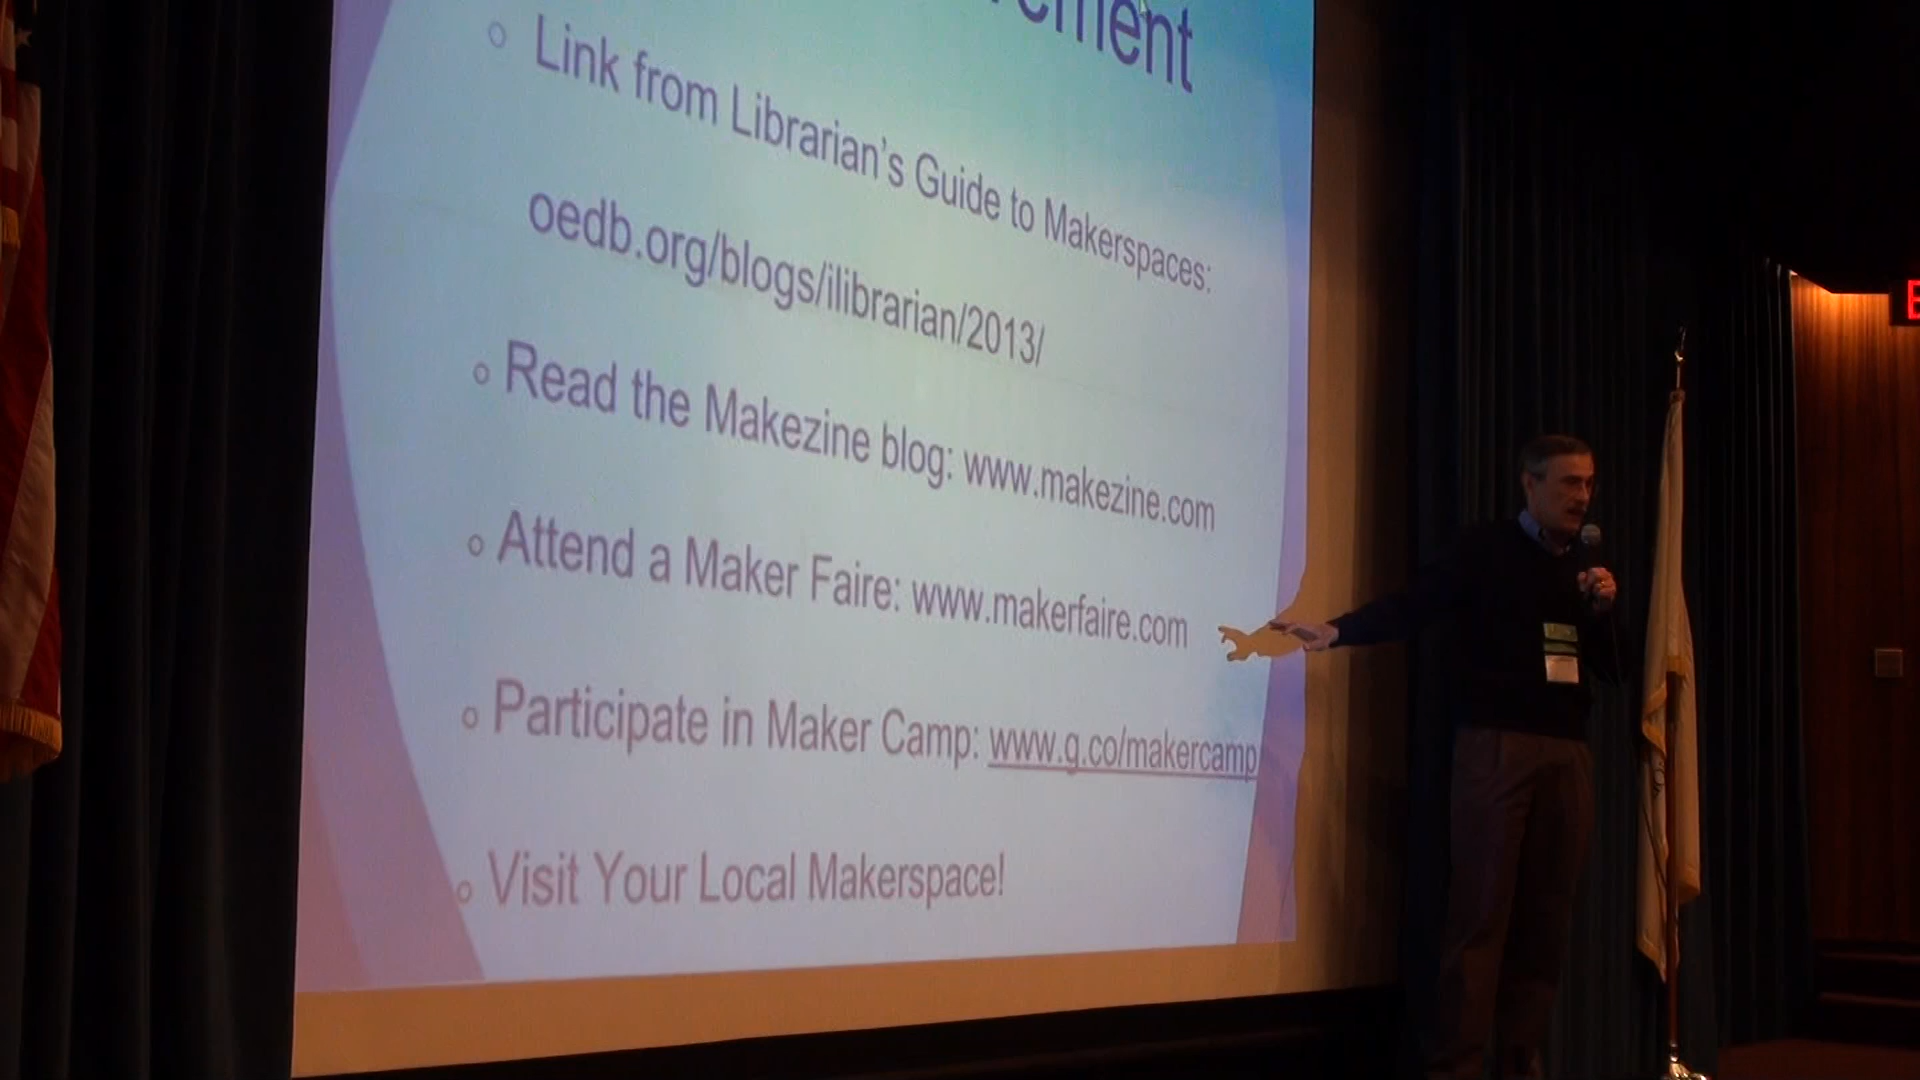 Link from Librarian's Guide to Makerspaces:
oedb.org/blogs/ilibrarian/2013/
Read the Makezine blog: www.makezine.com
Attend a Maker Faire: www.makerfaire.com
Participate in Maker Camp: www.g.co/makercamp
Visit Your Local Makerspace!